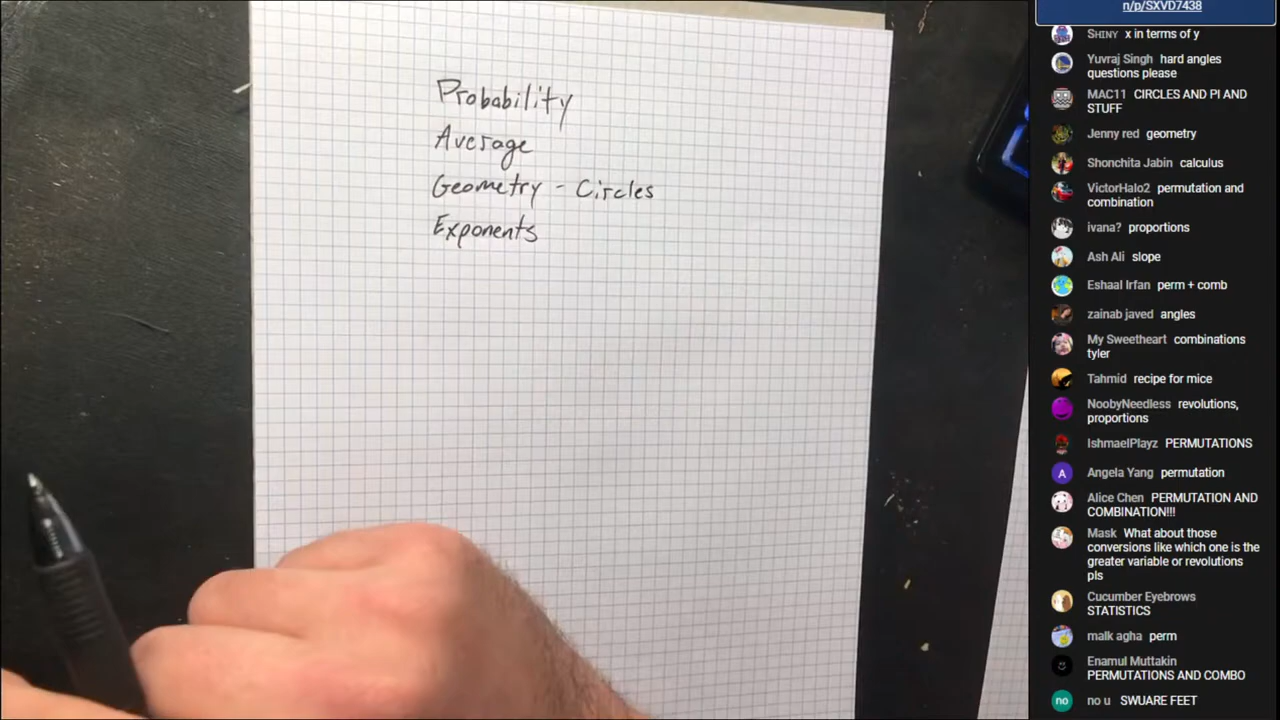 Probability
Average
Geometry - Circles
Exponents
n/p/SXVD7438
SHINY x in terms of y
Yuvraj Singh hard angles
questions please
MAC11 CIRCLES AND PI AND
STUFF
Jenny red geometry
Shonchita Jabin calculus
VictorHalo2 permutation and
combination
ivana? proportions
Ash Ali slope
Eshaal Irfan perm + comb
zainab javed angles
My Sweetheart combinations
tyler
Tahmid recipe for mice
NoobyNeedless revolutions,
proportions
IshmaelPlayz PERMUTATIONS
A
Angela Yang permutation
Alice Chen PERMUTATION AND
COMBINATION!!!
Mask What about those
conversions like which one is the
greater variable or revolutions
pls
Cucumber Eyebrows
STATISTICS
malk agha perm
Enamul Muttakin
PERMUTATIONS AND COMBO
no
no u SWUARE FEET